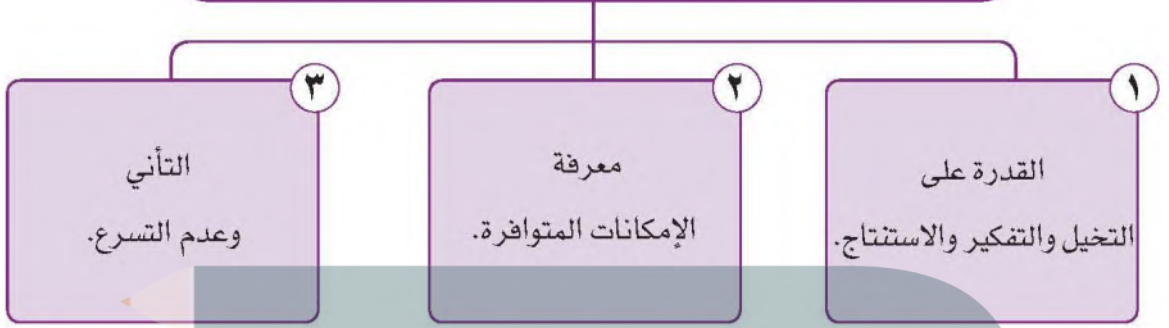 ١
القدرة على
التخيل والتفكير والاستنتاج.
٢
معرفة
الإمكانات المتوافرة.
٣
التأني
وعدم التسرع.